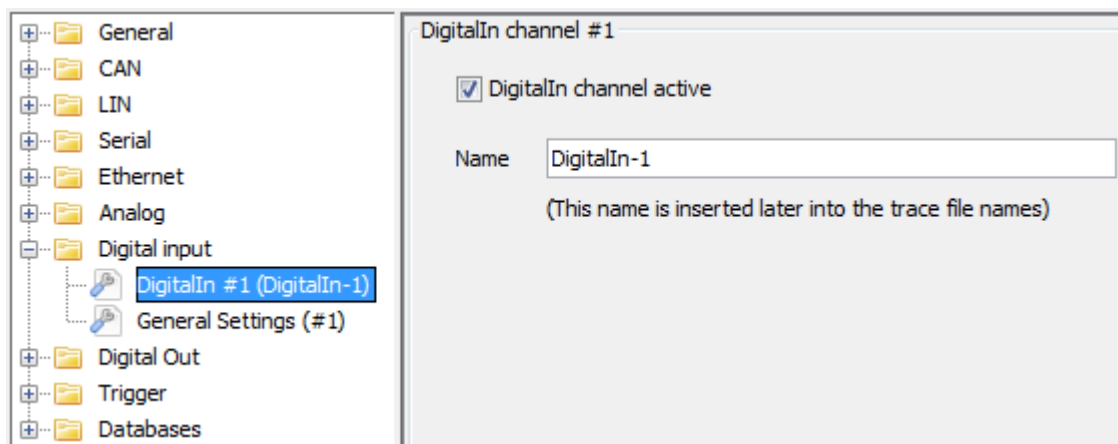 General
CAN
LIN
Serial
Ethernet
Analog
Digital input
DigitalIn #1 (DigitalIn-1)
General Settings (#1)
Digital Out
Trigger
Databases
DigitalIn channel #1
DigitalIn channel active
Name DigitalIn-1
(This name is inserted later into the trace file names)